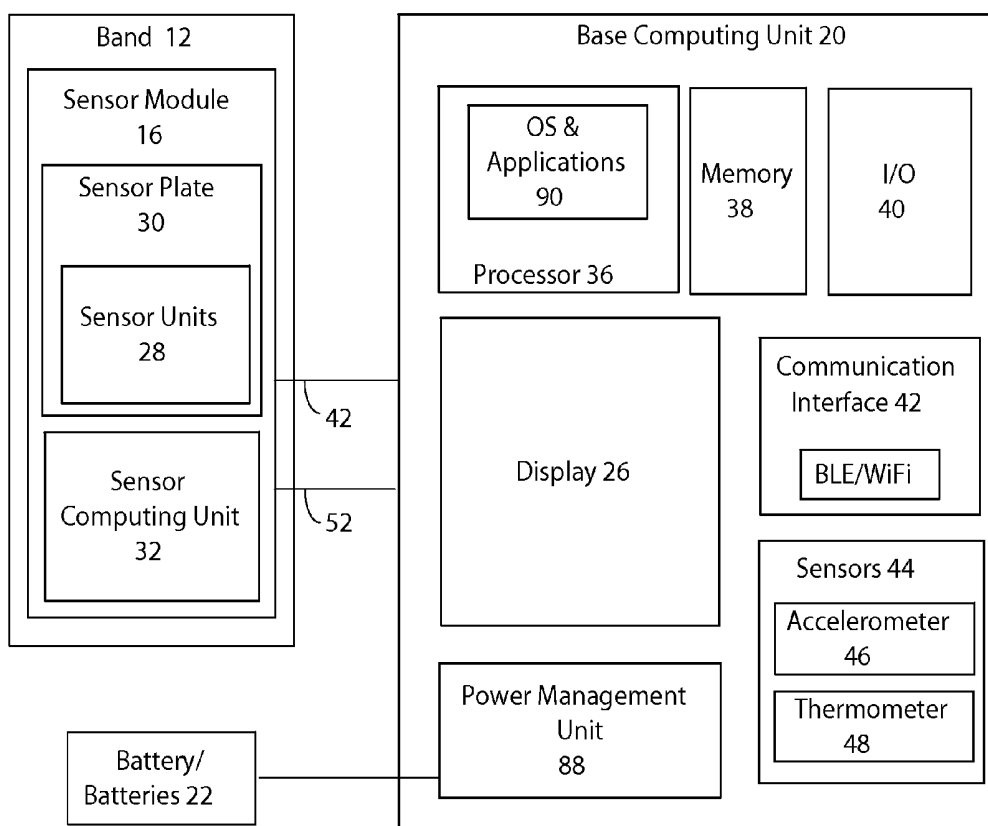 Band 12
Sensor Module
16
Sensor Plate
30
Sensor Units
28
Sensor
Computing Unit
32
42
52
Battery/
Batteries 22
Base Computing Unit 20
OS &
Applications
90
Processor 36
Memory
38
I/O
40
Display 26
Communication
Interface 42
BLE/WiFi
Sensors 44
Accelerometer
46
Thermometer
48
Power Management
Unit
88